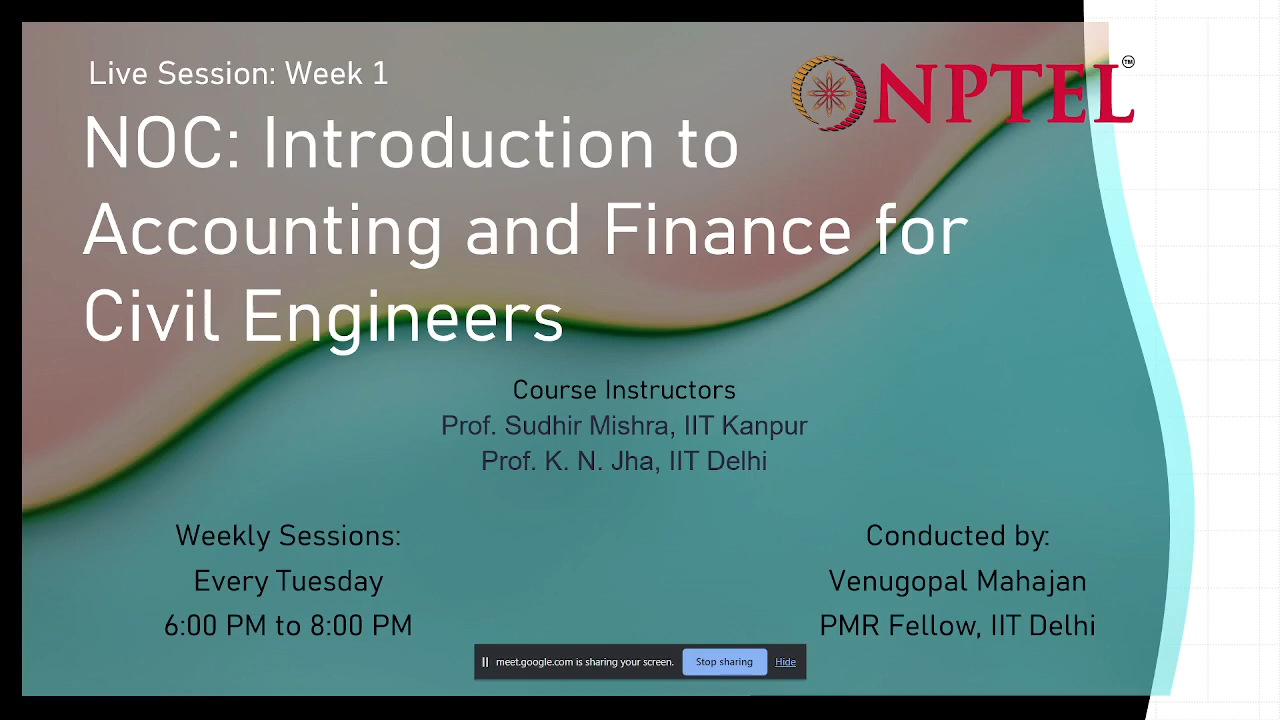 Live Session: Week 1
NPTEL™
NOC: Introduction to
Accounting and Finance for
Civil Engineers
Course Instructors
Prof. Sudhir Mishra, IIT Kanpur
Prof. K. N. Jha, IIT Delhi
Weekly Sessions:
Every Tuesday
6:00 PM to 8:00 PM
Conducted by:
Venugopal Mahajan
PMR Fellow, IIT Delhi
meet.google.com is sharing your screen. Stop sharing Hide